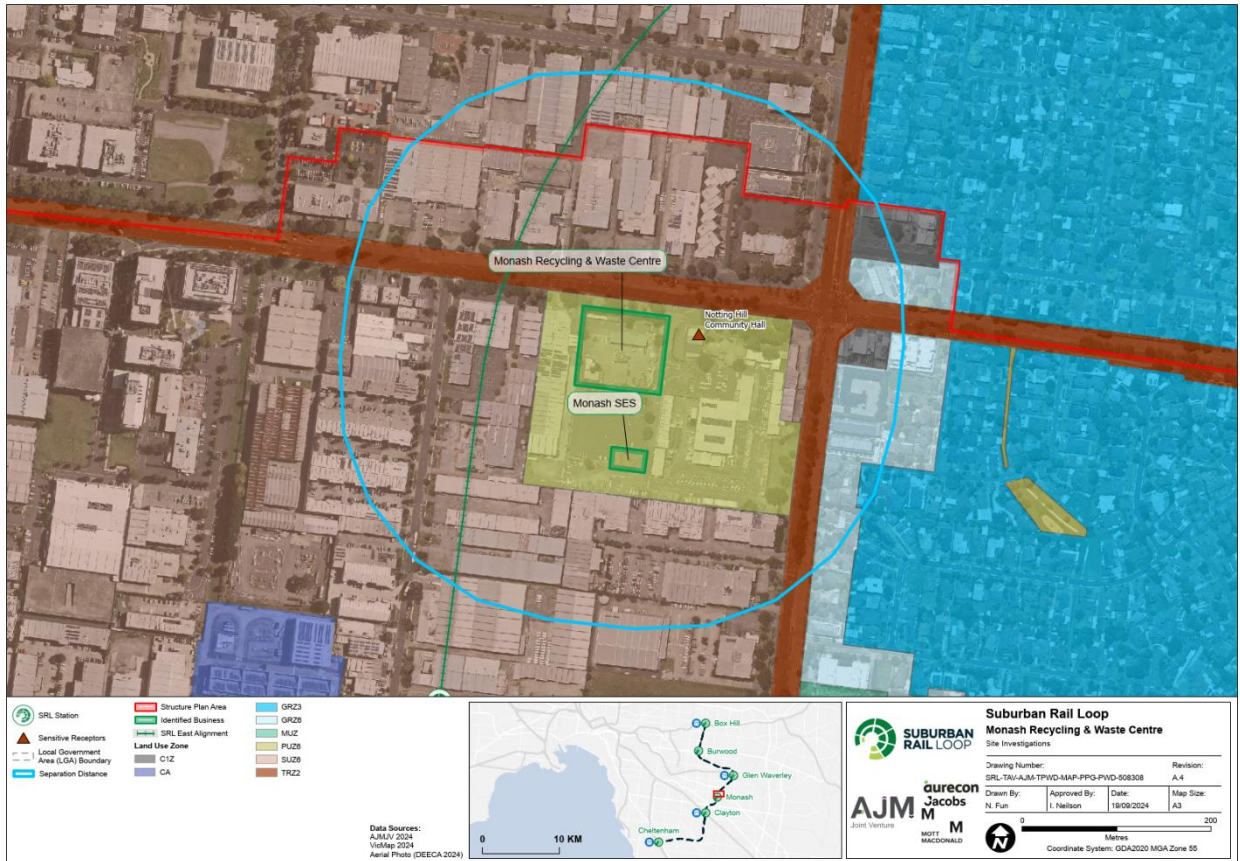 Monash Recycling & Waste Centre
Notting Hill
Community Hall
Monash SES
SRL Station
Sensitive Receptors
Local Government
Area (LGA) Boundary
Separation Distance
Structure Plan Area
Identified Business
SRL East Alignment
Land Use Zone
C1Z
CA
GRZ3
GRZ6
MUZ
PUZ6
SUZ6
TRZ2
Data Sources:
AJMJV 2024
VicMap 2024
Aerial Photo (DEECA 2024)
Box Hill
Burwood
Glen Waverley
Monash
Clayton
Cheltenham
0 10 KM
SUBURBAN
RAIL LOOP
AJM
Joint Venture
aurecon
Jacobs
M
M
MOTT
MACDONALD
Suburban Rail Loop
Monash Recycling & Waste Centre
Site Investigations
Drawing Number: Revision:
SRL-TAV-AJM-TPWD-MAP-PPG-PWD-508308 A.4
Drawn By: Approved By: Date: Map Size:
N. Fun I. Neilson 19/09/2024 A3
N
0 200
Metres
Coordinate System: GDA2020 MGA Zone 55